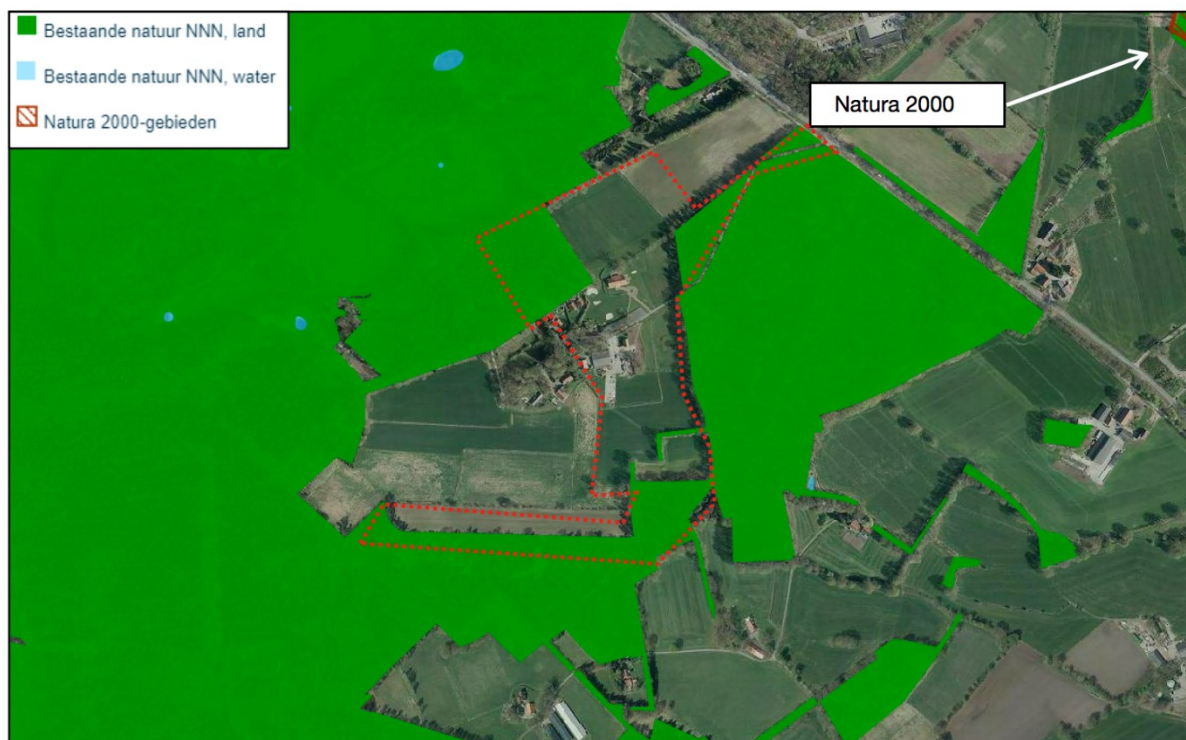 Bestaande natuur NNN, land
Bestaande natuur NNN, water
Natura 2000-gebieden
Natura 2000